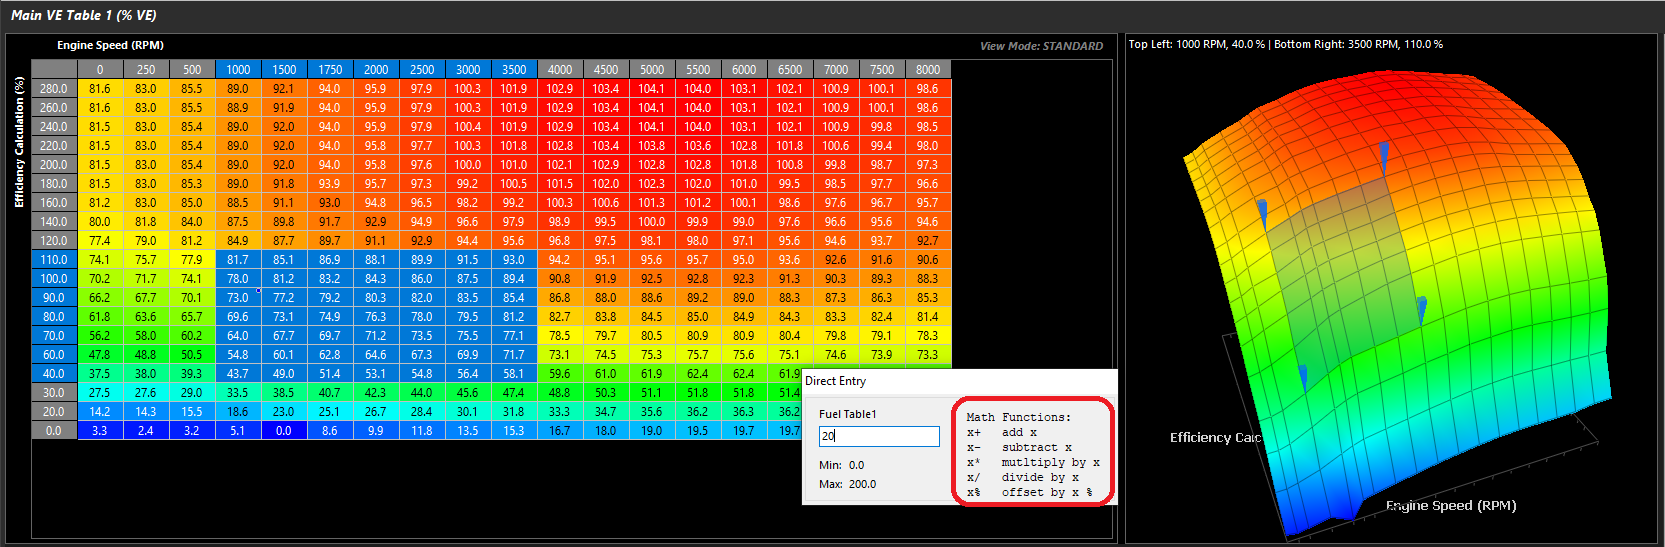 Main VE Table 1 (% VE)
Engine Speed (RPM)
View Mode: STANDARD
Efficiency Calculation (%)
0 250 500 1000 1500 1750 2000 2500 3000 3500 4000 4500 5000 5500 6000 6500 7000 7500 8000
280.0 81.6 83.0 85.5 89.0 92.1 94.0 95.9 97.9 100.3 101.9 102.9 103.4 104.1 104.0 103.1 102.1 100.9 100.1 98.6
260.0 81.6 83.0 85.5 88.9 91.9 94.0 95.9 97.9 100.3 101.9 102.9 103.4 104.1 104.0 103.1 102.1 100.9 100.1 98.6
240.0 81.5 83.0 85.4 89.0 92.0 94.0 95.9 97.9 100.4 101.9 102.9 103.4 104.1 104.0 103.1 102.1 100.9 99.8 98.5
220.0 81.5 83.0 85.4 89.0 92.0 94.0 95.8 97.7 100.3 101.8 102.8 103.4 103.8 103.6 102.8 101.8 100.6 99.4 98.0
200.0 81.5 83.0 85.4 89.0 92.0 94.0 95.8 97.6 100.0 101.0 102.1 102.9 102.8 102.8 101.8 100.8 99.8 98.7 97.3
180.0 81.5 83.0 85.3 89.0 91.8 93.9 95.7 97.3 99.2 100.5 101.5 102.0 102.3 102.0 101.0 99.5 98.5 97.7 96.6
160.0 81.2 83.0 85.0 88.5 91.1 93.0 94.8 96.5 98.2 99.2 100.3 100.6 101.3 101.2 100.1 98.6 97.6 96.7 95.7
140.0 80.0 81.8 84.0 87.5 89.8 91.7 92.9 94.9 96.6 97.9 98.9 99.5 100.0 99.9 99.0 97.6 96.6 95.6 94.6
120.0 77.4 79.0 81.2 84.9 87.7 89.7 91.1 92.9 94.4 95.6 96.8 97.5 98.1 98.0 97.1 95.6 94.6 93.7 92.7
110.0 74.1 75.7 77.9 81.7 85.1 86.9 88.1 89.9 91.5 93.0 94.2 95.1 95.6 95.7 95.0 93.6 92.6 91.6 90.6
100.0 70.2 71.7 74.1 78.0 81.2 83.2 84.3 86.0 87.5 89.4 90.8 91.9 92.5 92.8 92.3 91.3 90.3 89.3 88.3
90.0 66.2 67.7 70.1 73.0 77.2 79.2 80.3 82.0 83.5 85.4 86.8 88.0 88.6 89.2 89.0 88.3 87.3 86.3 85.3
80.0 61.8 63.6 65.7 69.6 73.1 74.9 76.3 78.0 79.5 81.2 82.7 83.8 84.5 85.0 84.9 84.3 83.3 82.4 81.4
70.0 56.2 58.0 60.2 64.0 67.7 69.7 71.2 73.5 75.5 77.1 78.5 79.7 80.5 80.9 80.9 80.4 79.8 79.1 78.3
60.0 47.8 48.8 50.5 54.8 60.1 62.8 64.6 67.3 69.9 71.7 73.1 74.5 75.3 75.7 75.6 75.1 74.6 73.9 73.3
40.0 37.5 38.0 39.3 43.7 49.0 51.4 53.1 54.8 56.4 58.1 59.6 61.0 61.9 62.4 62.4 61.9
30.0 27.5 27.6 29.0 33.5 38.5 40.7 42.3 44.0 45.6 47.4 48.8 50.3 51.1 51.8 51.8 51.4
20.0 14.2 14.3 15.5 18.6 23.0 25.1 26.7 28.4 30.1 31.8 33.3 34.7 35.6 36.2 36.3 36.2
0.0 3.3 2.4 3.2 5.1 0.0 8.6 9.9 11.8 13.5 15.3 16.7 18.0 19.0 19.5 19.7 19.7
Direct Entry
Fuel Table1
20
Min: 0.0
Max: 200.0
Math Functions:
x+ add x
x- subtract x
x* mutltiply by x
x/ divide by x
x% offset by x %
Top Left: 1000 RPM, 40.0 % | Bottom Right: 3500 RPM, 110.0 %
Efficiency Calc
Engine Speed (RPM)